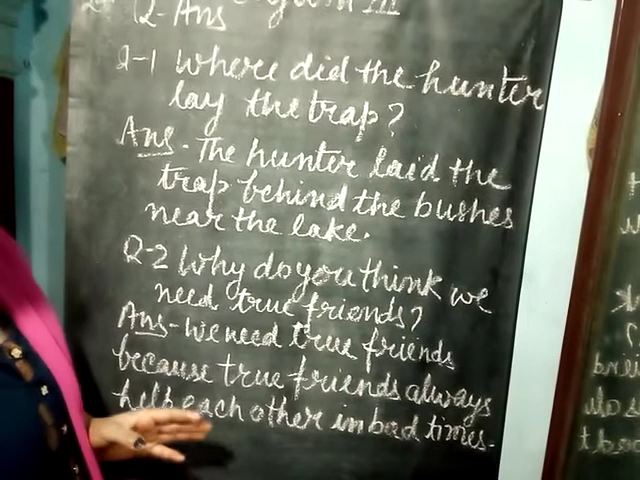 Q-Ans III
Q-1 Where did the hunter
lay the trap?
Ans- The hunter laid the
trap behind the bushes
near the lake.
Q-2 Why do you think we
need true friends?
Ans- We need true friends
because true friends always
help each other in bad times.